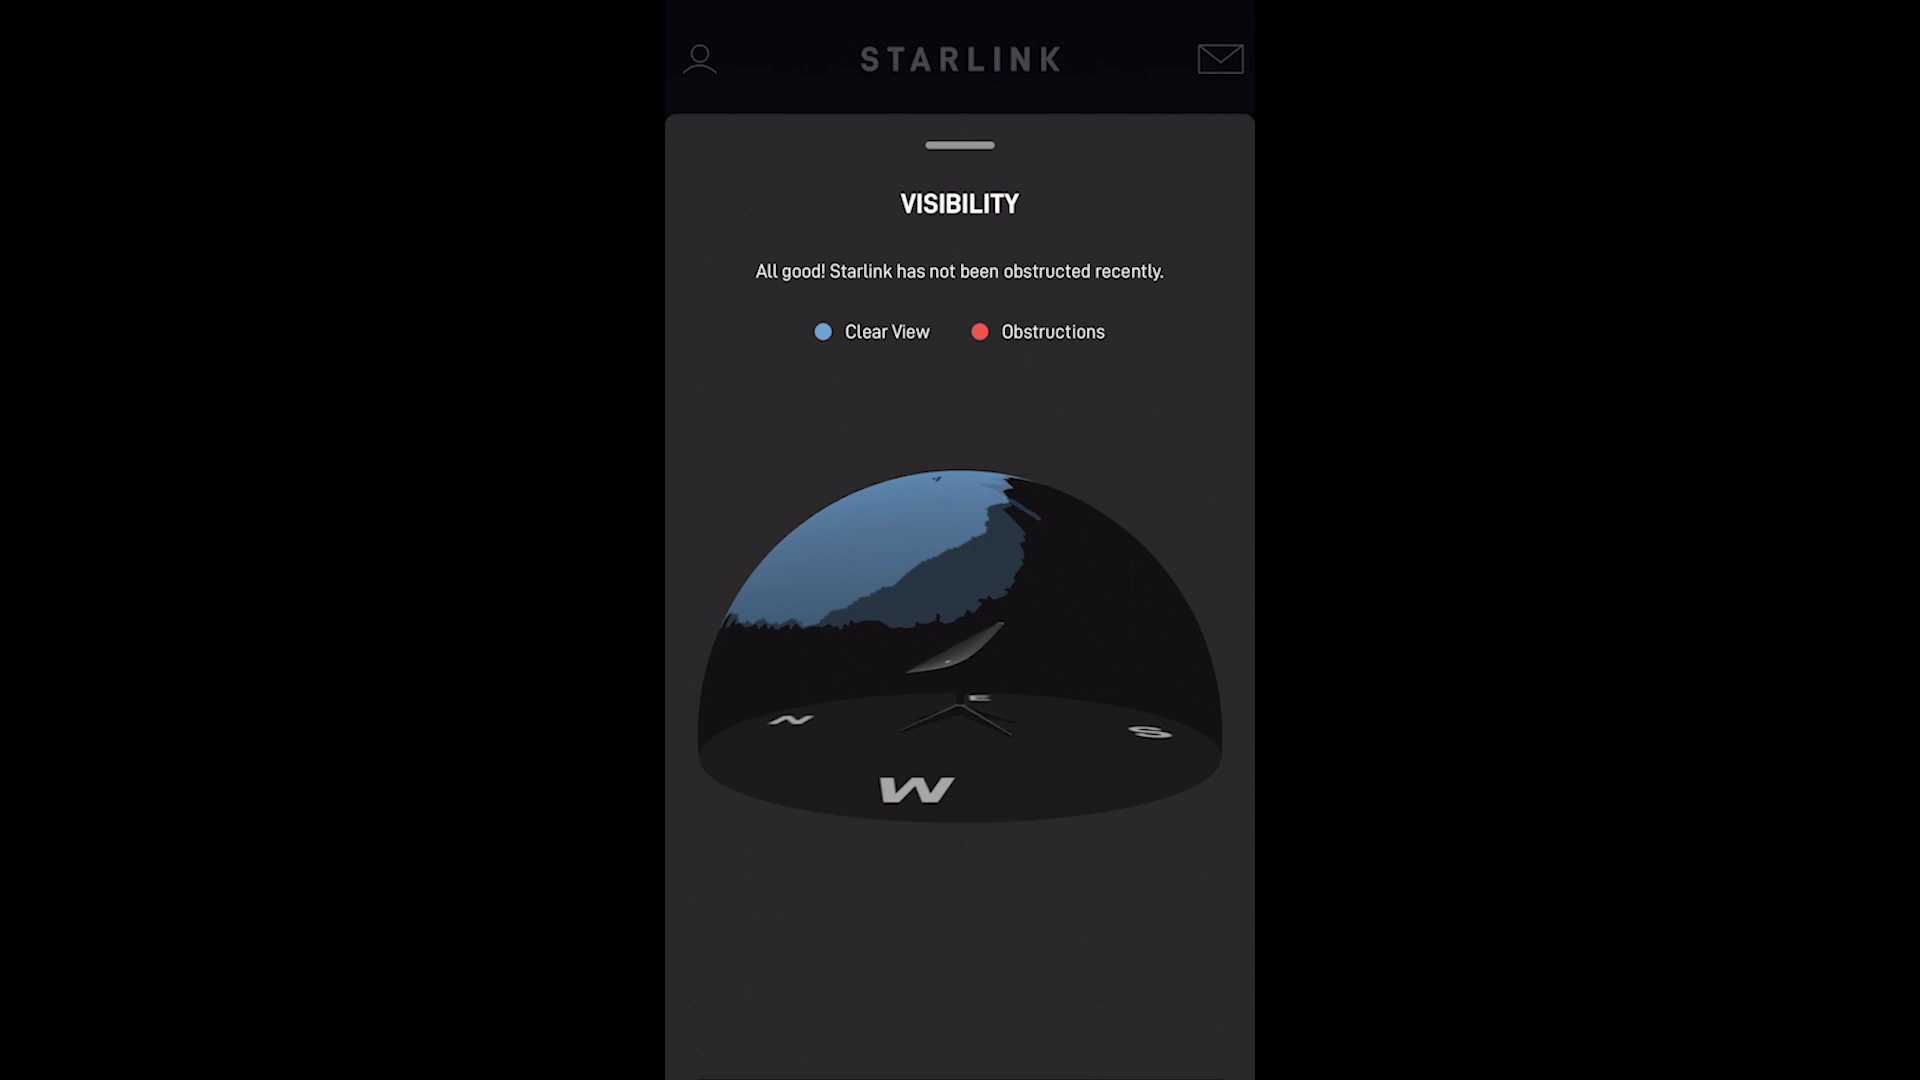 STARLINK
VISIBILITY
All good! Starlink has not been obstructed recently.
Clear View Obstructions
E
N
S
W